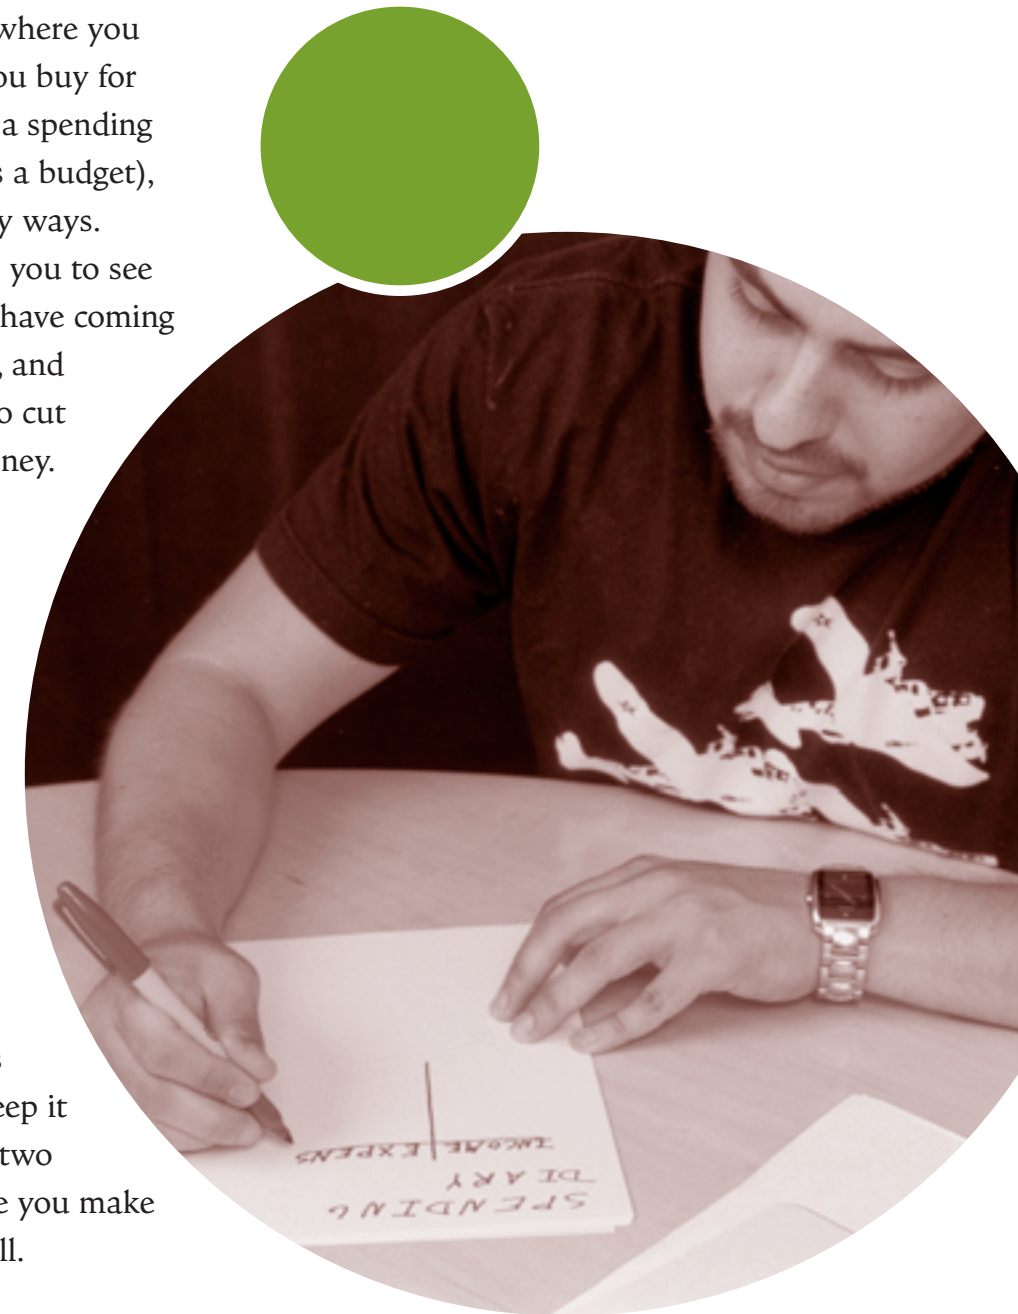 where you
ou buy for
a spending
s a budget),
y ways.
you to see
have coming
, and
o cut
ney.
s
eep it
two
e you make
ll.
SPENDING
DIARY
INCOME EXPENS